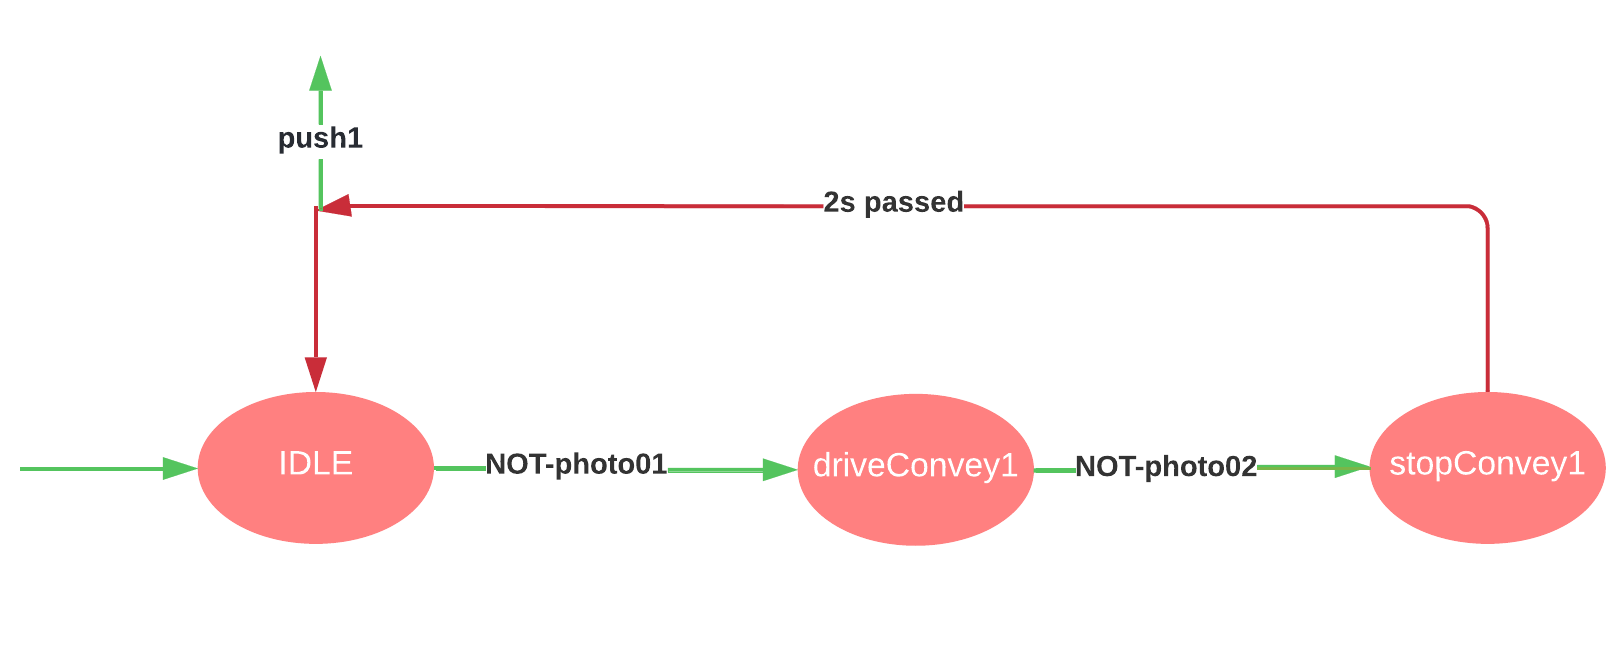 push1
2s passed
IDLE
NOT-photo01
driveConvey1
NOT-photo02
stopConvey1